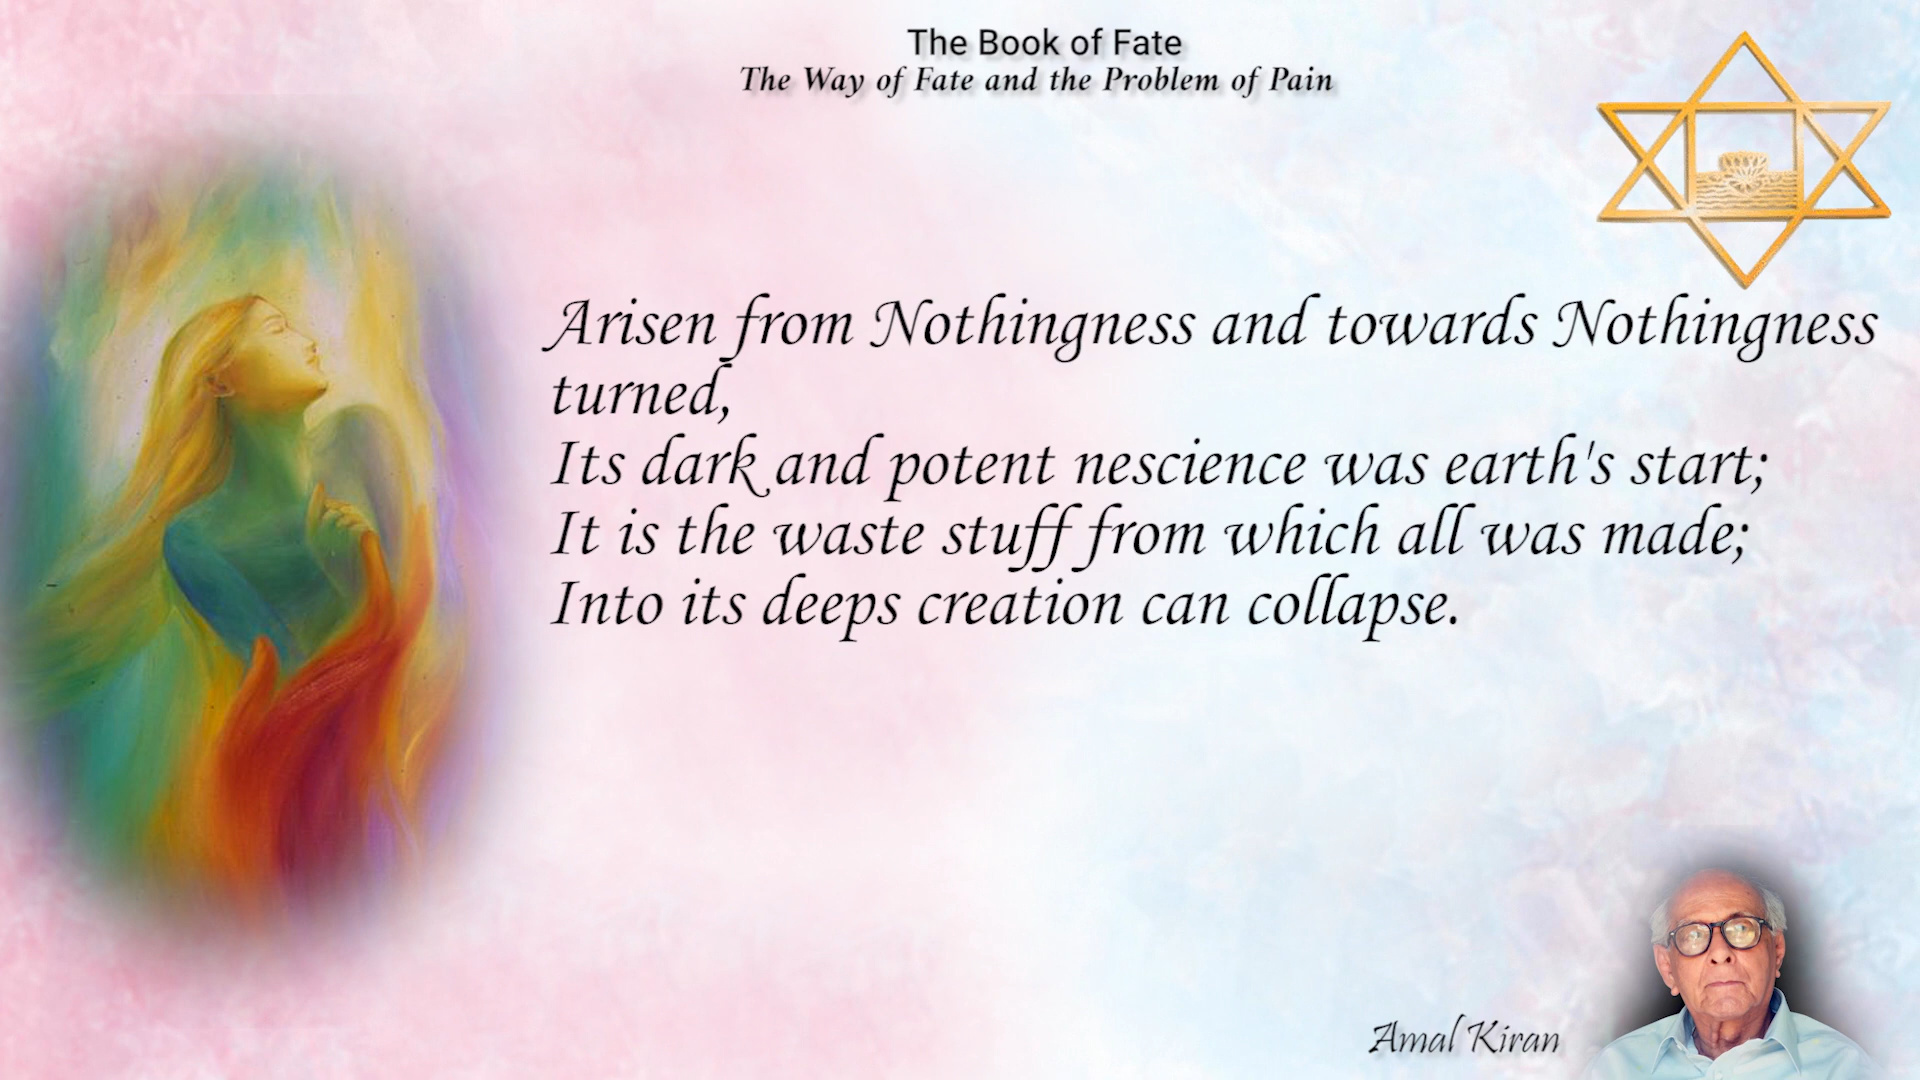 The Book of Fate
The Way of Fate and the Problem of Pain
Arisen from Nothingness and towards Nothingness
turned,
Its dark and potent nescience was earth's start;
It is the waste stuff from which all was made;
Into its deeps creation can collapse.
Amal Kiran